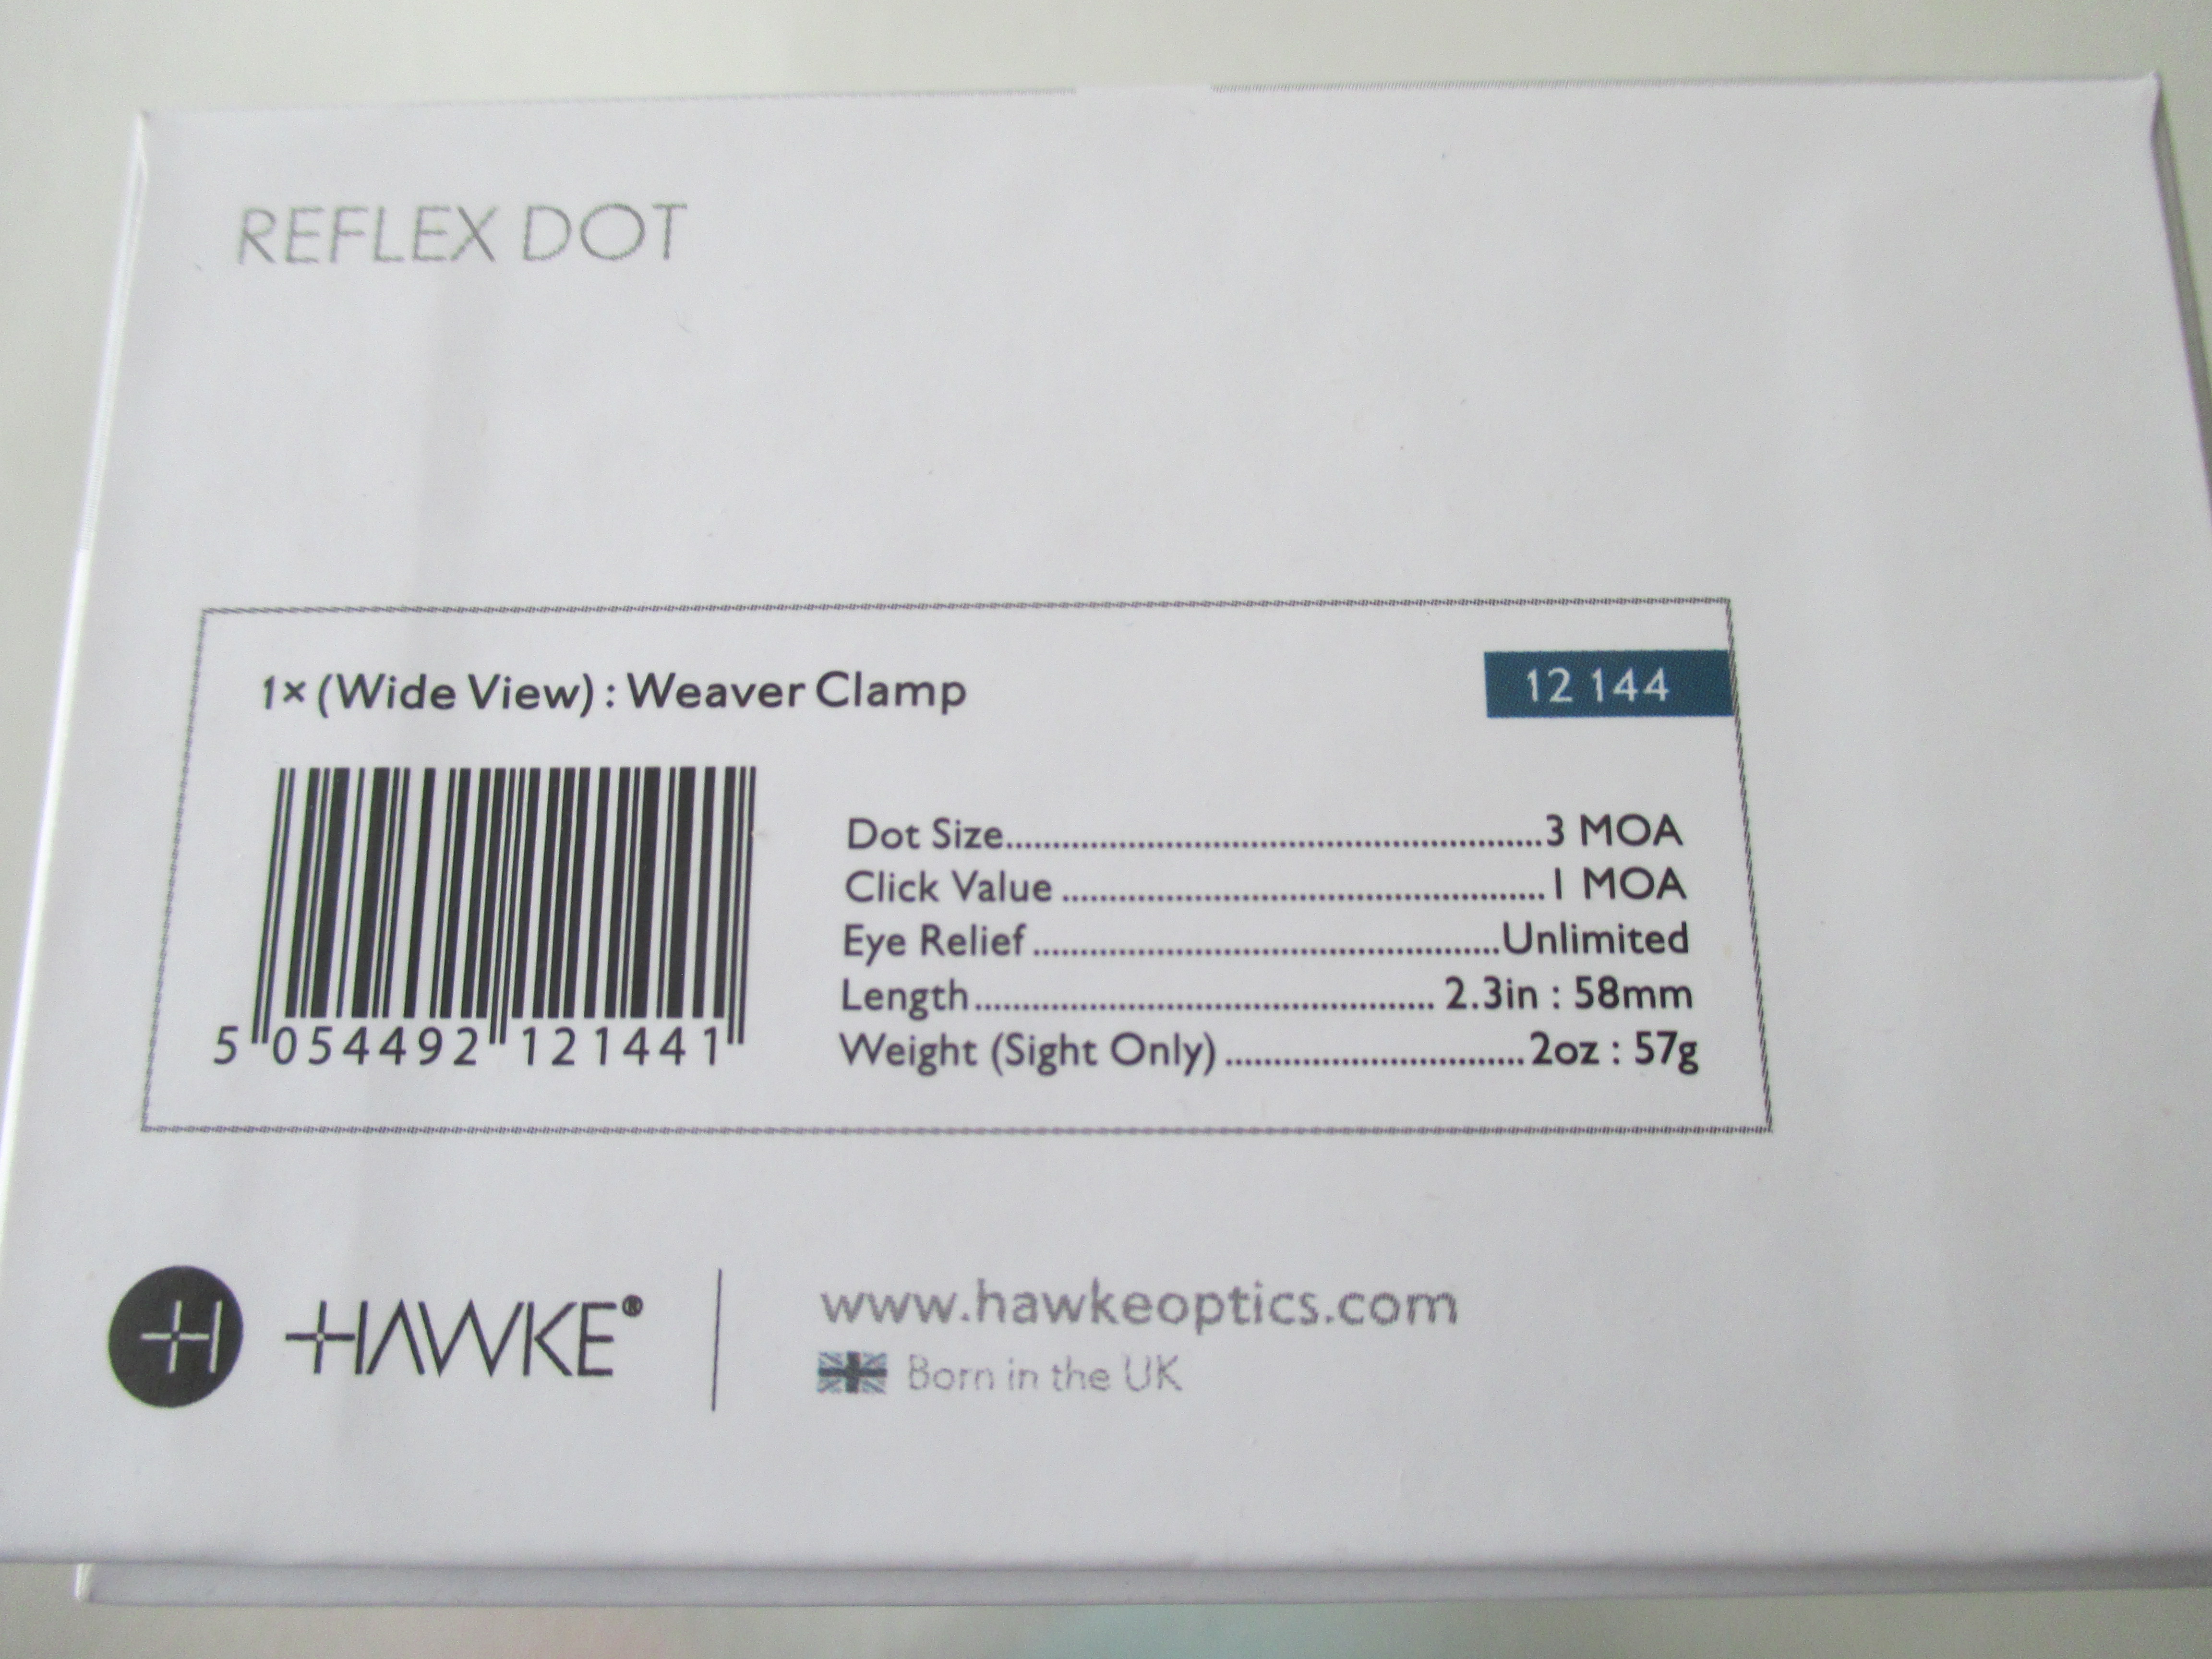 REFLEX DOT
1× (Wide View) : Weaver Clamp
12 144
Dot Size..........................................................3 MOA
Click Value ....................................................1 MOA
Eye Relief ..................................................Unlimited
Length................................................. 2.3in : 58mm
Weight (Sight Only) ................................2oz : 57g
5 054492 121441
H HAWKE®
www.hawkeoptics.com
Born in the UK